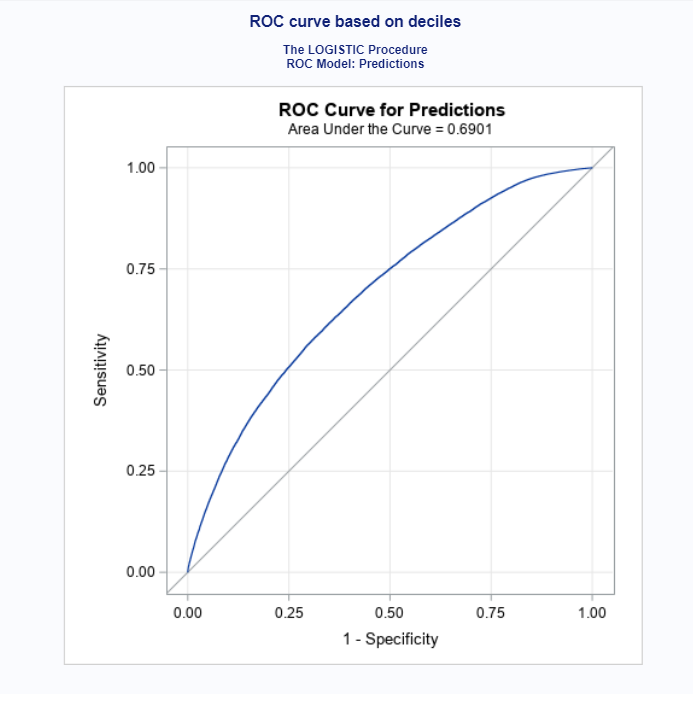 ROC curve based on deciles
The LOGISTIC Procedure
ROC Model: Predictions
ROC Curve for Predictions
Area Under the Curve = 0.6901
1.00
0.75
0.50
0.25
0.00
Sensitivity
0.00 0.25 0.50 0.75 1.00
1 - Specificity